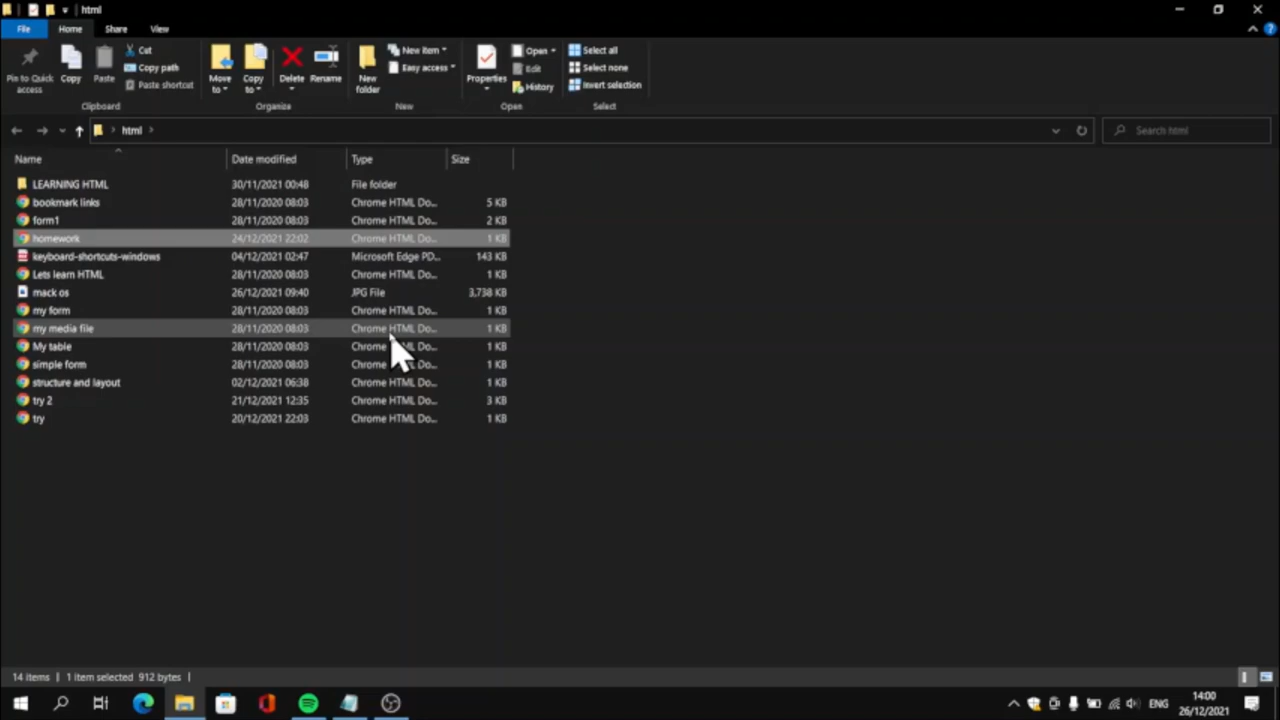 html
File Home Share View
Pin to Quick access
Copy
Paste
Cut
Copy path
Paste shortcut
Clipboard
Move to
Copy to
Delete
Rename
Organize
New folder
New item
Easy access
New
Properties
Open
Edit
History
Open
Select all
Select none
Invert selection
Select
html
Search html
Name Date modified Type Size
LEARNING HTML 30/11/2021 00:48 File folder
bookmark links 28/11/2020 08:03 Chrome HTML Do... 5 KB
form1 28/11/2020 08:03 Chrome HTML Do... 2 KB
homework 24/12/2021 22:02 Chrome HTML Do... 1 KB
keyboard-shortcuts-windows 04/12/2021 02:47 Microsoft Edge PD... 143 KB
Lets learn HTML 28/11/2020 08:03 Chrome HTML Do... 1 KB
mack os 26/12/2021 09:40 JPG File 3,738 KB
my form 28/11/2020 08:03 Chrome HTML Do... 1 KB
my media file 28/11/2020 08:03 Chrome HTML Do... 1 KB
My table 28/11/2020 08:03 Chrome HTML Do... 1 KB
simple form 28/11/2020 08:03 Chrome HTML Do... 1 KB
structure and layout 02/12/2021 06:38 Chrome HTML Do... 1 KB
try 2 21/12/2021 12:35 Chrome HTML Do... 3 KB
try 20/12/2021 22:03 Chrome HTML Do... 1 KB
14 items 1 item selected 912 bytes
ENG
14:00
26/12/2021